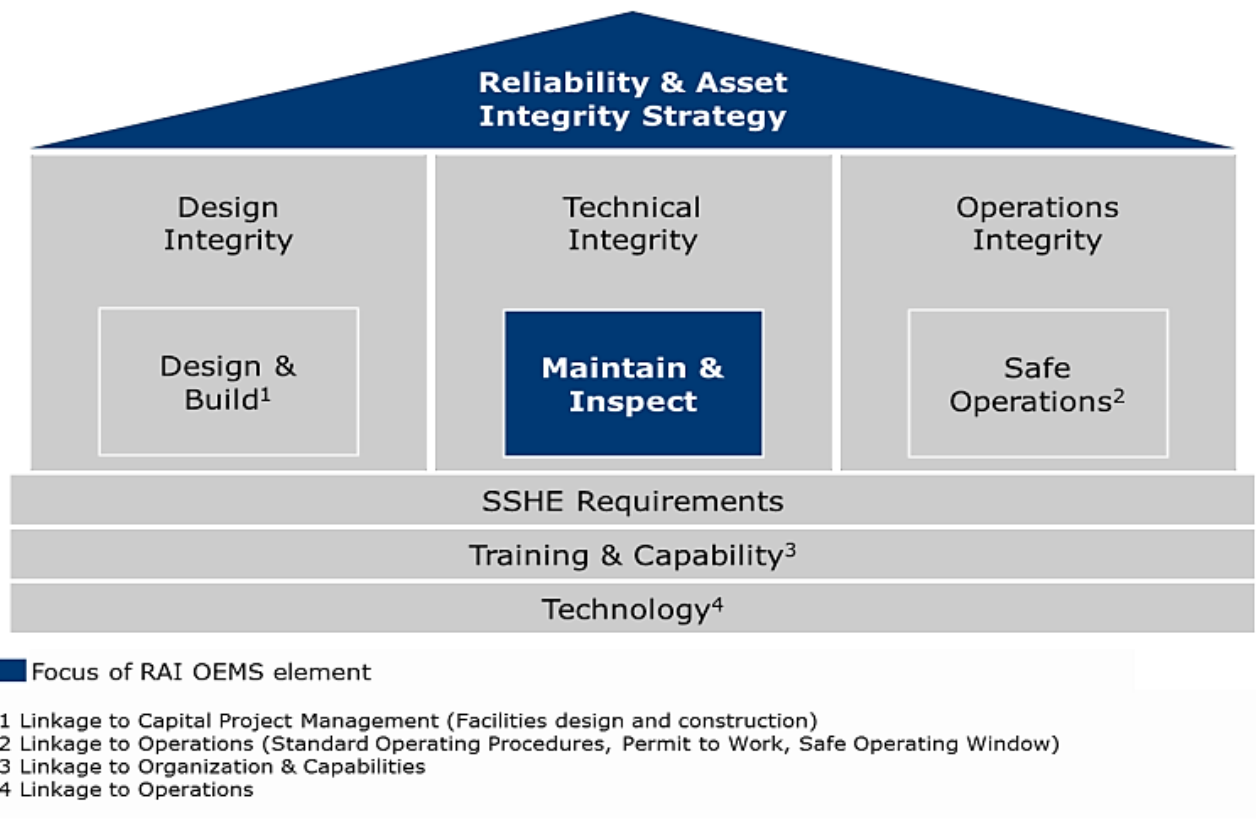 Reliability & Asset
Integrity Strategy
Design
Integrity
Technical
Integrity
Operations
Integrity
Design &
Build¹
Maintain &
Inspect
Safe
Operations²
SSHE Requirements
Training & Capability³
Technology⁴
Focus of RAI OEMS element
1 Linkage to Capital Project Management (Facilities design and construction)
2 Linkage to Operations (Standard Operating Procedures, Permit to Work, Safe Operating Window)
3 Linkage to Organization & Capabilities
4 Linkage to Operations